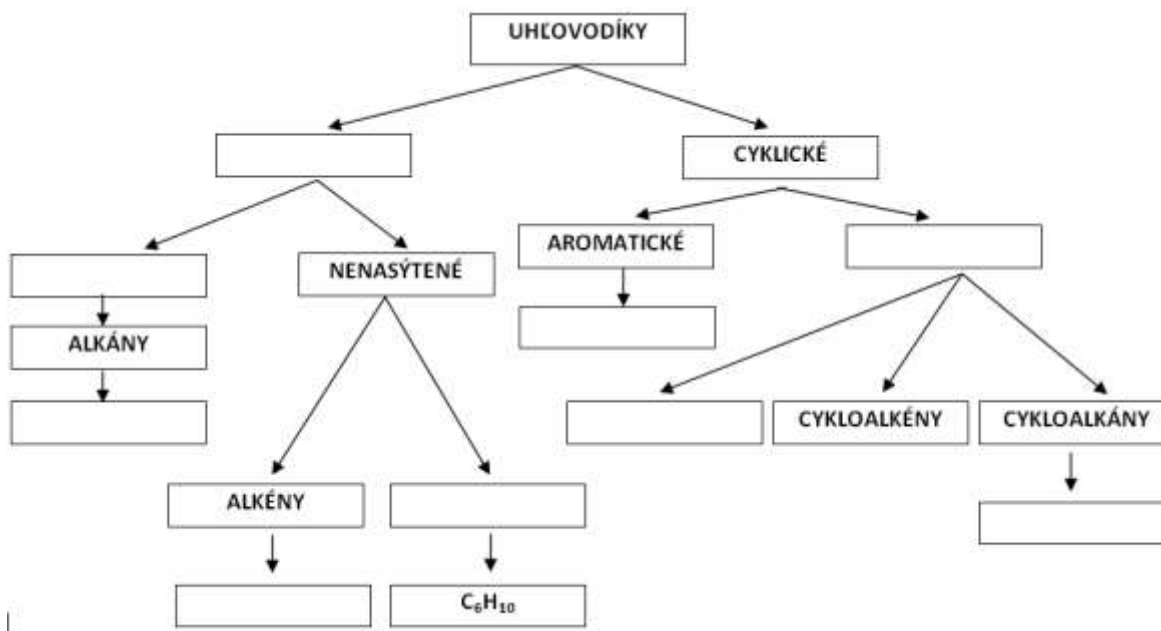 UHĽOVODÍKY
CYKLICKÉ
AROMATICKÉ
NENASÝTENÉ
ALKÁNY
CYKLOALKÉNY
CYKLOALKÁNY
ALKÉNY
C₆H₁₀